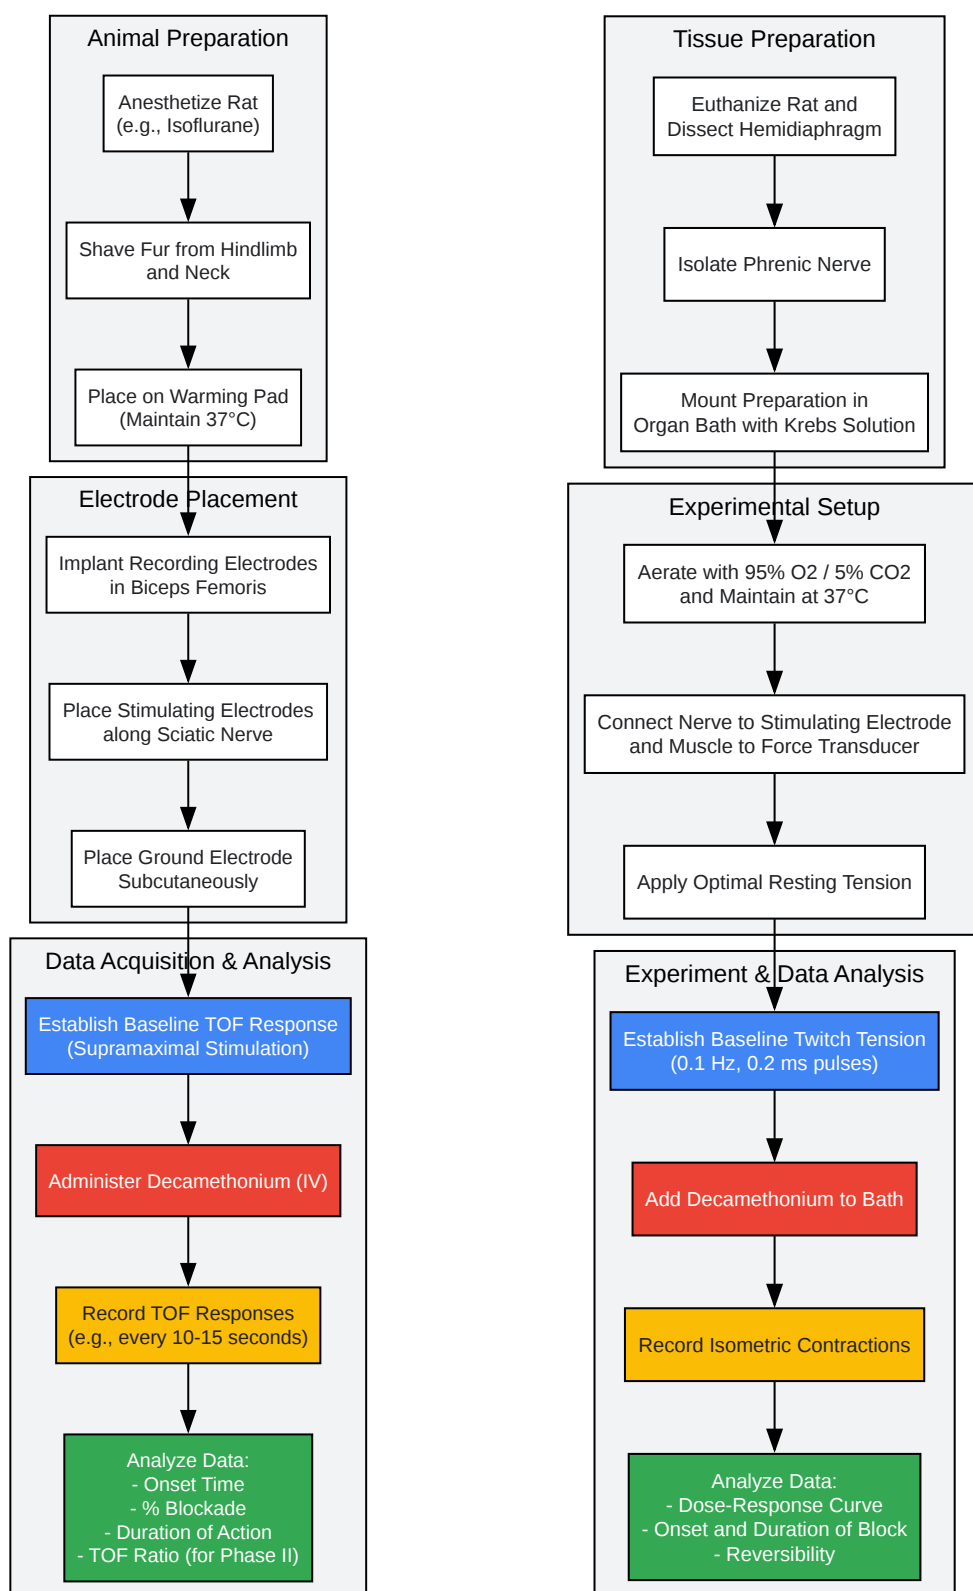 Animal Preparation
Anesthetize Rat
(e.g., Isoflurane)
Shave Fur from Hindlimb
and Neck
Place on Warming Pad
(Maintain 37°C)
Electrode Placement
Implant Recording Electrodes
in Biceps Femoris
Place Stimulating Electrodes
along Sciatic Nerve
Place Ground Electrode
Subcutaneously
Data Acquisition & Analysis
Establish Baseline TOF Response
(Supramaximal Stimulation)
Administer Decamethonium (IV)
Record TOF Responses
(e.g., every 10-15 seconds)
Analyze Data:
- Onset Time
- % Blockade
- Duration of Action
- TOF Ratio (for Phase II)
Tissue Preparation
Euthanize Rat and
Dissect Hemidiaphragm
Isolate Phrenic Nerve
Mount Preparation in
Organ Bath with Krebs Solution
Experimental Setup
Aerate with 95% O2 / 5% CO2
and Maintain at 37°C
Connect Nerve to Stimulating Electrode
and Muscle to Force Transducer
Apply Optimal Resting Tension
Experiment & Data Analysis
Establish Baseline Twitch Tension
(0.1 Hz, 0.2 ms pulses)
Add Decamethonium to Bath
Record Isometric Contractions
Analyze Data:
- Dose-Response Curve
- Onset and Duration of Block
- Reversibility